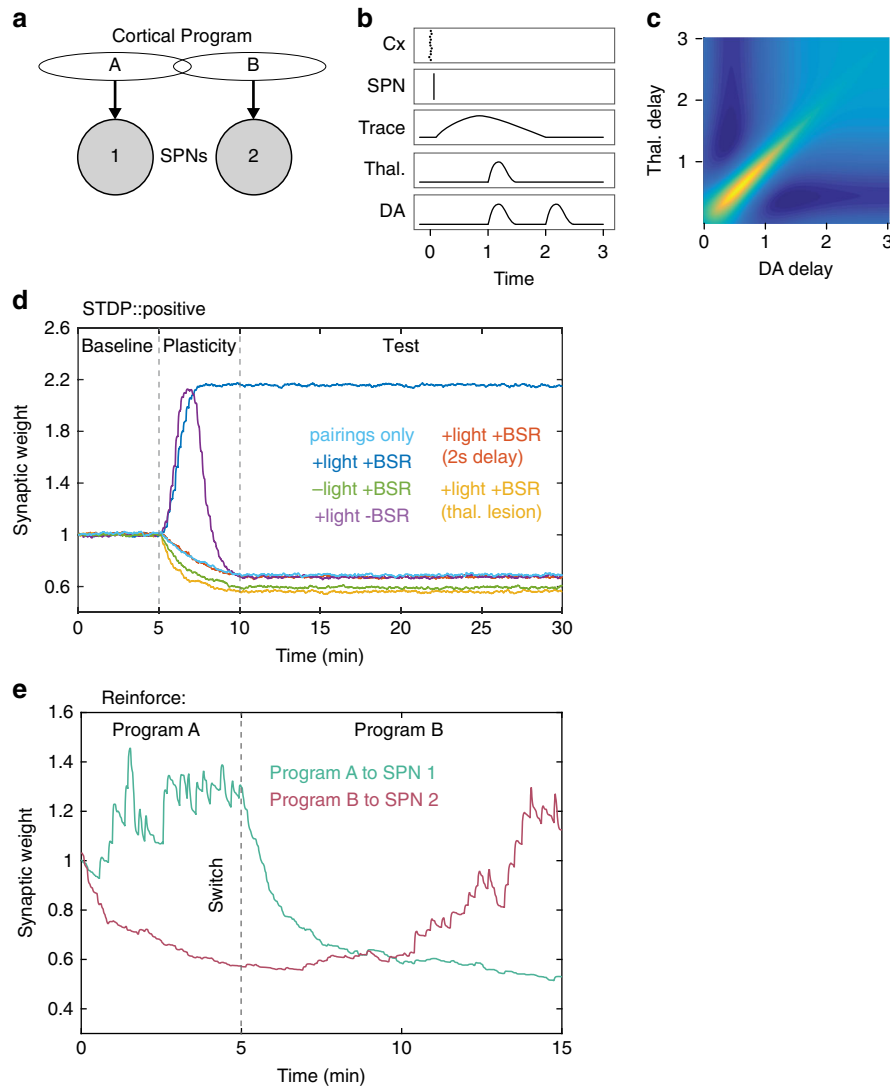 a
Cortical Program
A
B
1
SPNs
2
b
Cx
SPN
Trace
Thal.
DA
0
1
2
3
Time
c
3
2
1
Thal. delay
0
1
2
3
DA delay
d
STDP::positive
2.6
2.2
1.8
1.4
1
0.6
Synaptic weight
Baseline
Plasticity
Test
pairings only
+light +BSR
–light +BSR
+light -BSR
+light +BSR
(2s delay)
+light +BSR
(thal. lesion)
0
5
10
15
20
25
30
Time (min)
e
Reinforce:
1.6
1.4
1.2
1
0.8
0.6
0.4
Synaptic weight
Program A
Program B
Program A to SPN 1
Program B to SPN 2
Switch
0
5
10
15
Time (min)